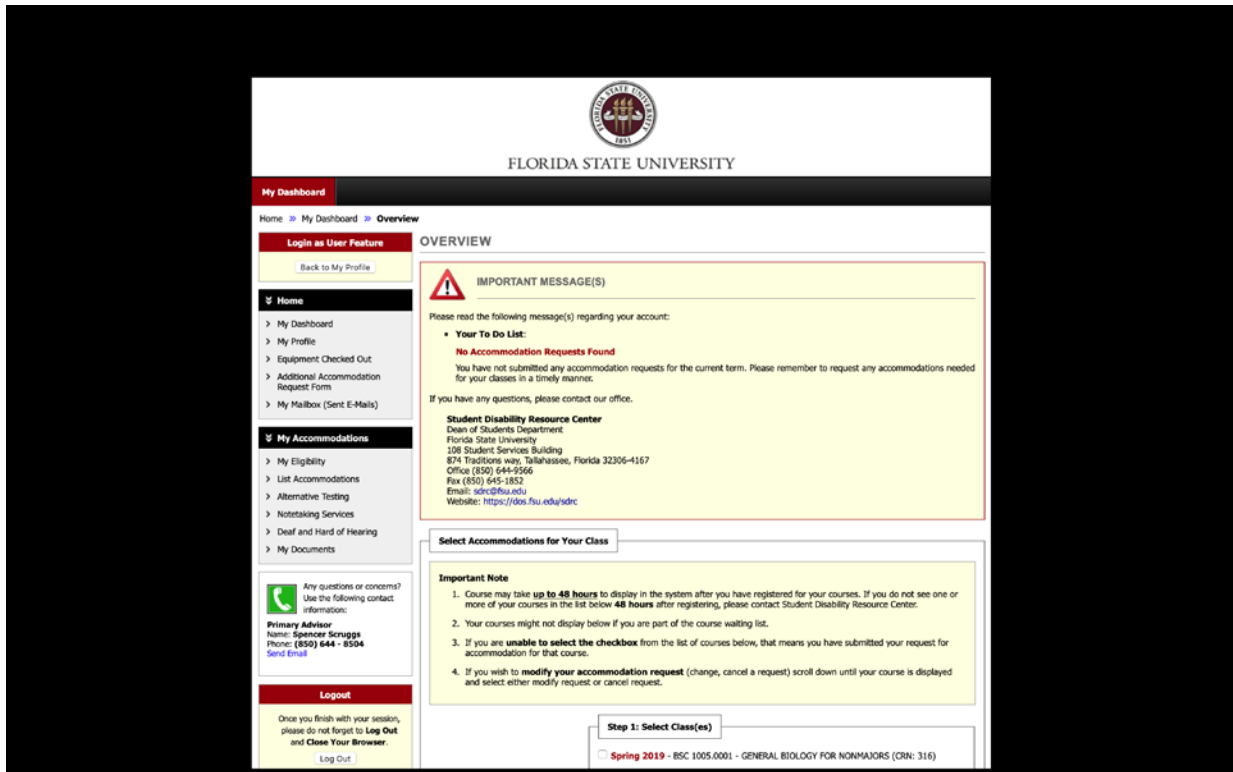 FLORIDA STATE UNIVERSITY
1851
FLORIDA STATE UNIVERSITY
My Dashboard
Home » My Dashboard » Overview
Login as User Feature
Back to My Profile
Home
My Dashboard
My Profile
Equipment Checked Out
Additional Accommodation
Request Form
My Mailbox (Sent E-Mails)
My Accommodations
My Eligibility
List Accommodations
Alternative Testing
Notetaking Services
Deaf and Hard of Hearing
My Documents
Any questions or concerns?
Use the following contact
information:
Primary Advisor
Name: Spencer Scruggs
Phone: (850) 644 - 8504
Send Email
Logout
Once you finish with your session,
please do not forget to Log Out
and Close Your Browser.
Log Out
OVERVIEW
IMPORTANT MESSAGE(S)
Please read the following message(s) regarding your account:
Your To Do List:
No Accommodation Requests Found
You have not submitted any accommodation requests for the current term. Please remember to request any accommodations needed
for your classes in a timely manner.
If you have any questions, please contact our office.
Student Disability Resource Center
Dean of Students Department
Florida State University
108 Student Services Building
874 Traditions way, Tallahassee, Florida 32306-4167
Office (850) 644-9566
Fax (850) 645-1852
Email: sdrc@fsu.edu
Website: https://dos.fsu.edu/sdrc
Select Accommodations for Your Class
Important Note
1. Course may take up to 48 hours to display in the system after you have registered for your courses. If you do not see one or
more of your courses in the list below 48 hours after registering, please contact Student Disability Resource Center.
2. Your courses might not display below if you are part of the course waiting list.
3. If you are unable to select the checkbox from the list of courses below, that means you have submitted your request for
accommodation for that course.
4. If you wish to modify your accommodation request (change, cancel a request) scroll down until your course is displayed
and select either modify request or cancel request.
Step 1: Select Class(es)
Spring 2019 - BSC 1005.0001 - GENERAL BIOLOGY FOR NONMAJORS (CRN: 316)